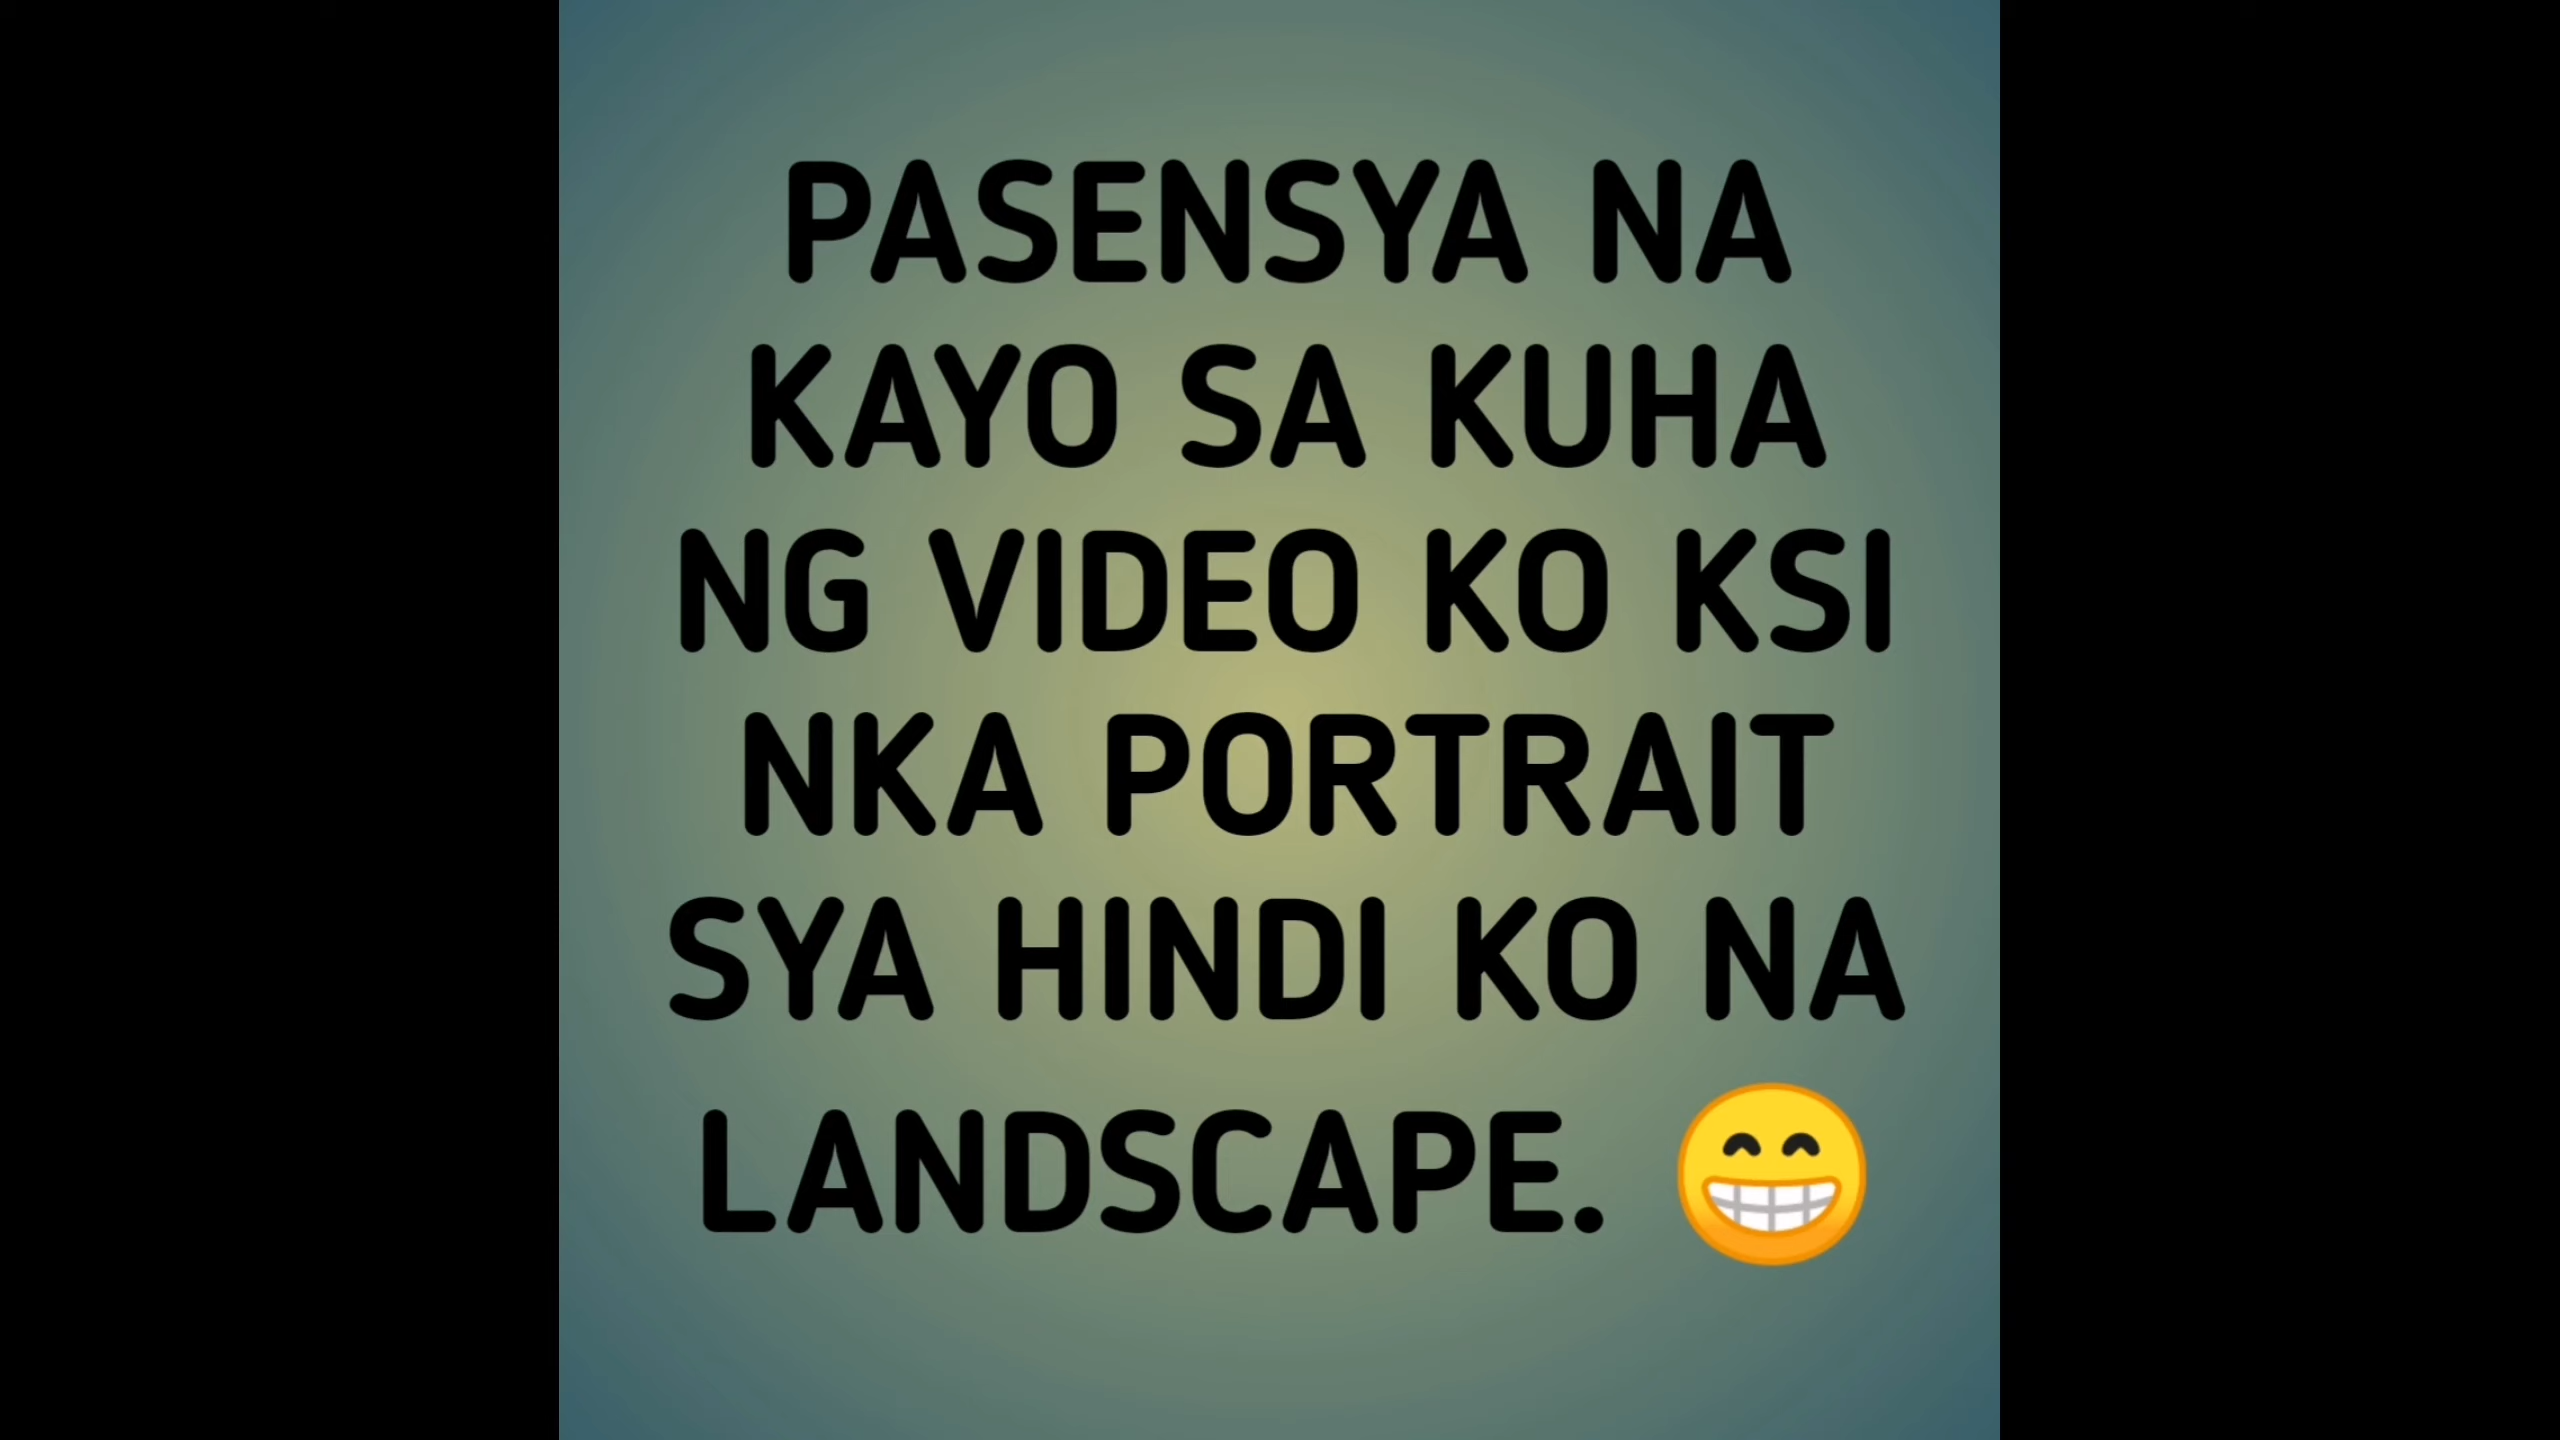 PASENSYA NA
KAYO SA KUHA
NG VIDEO KO KSI
NKA PORTRAIT
SYA HINDI KO NA
LANDSCAPE. 😁